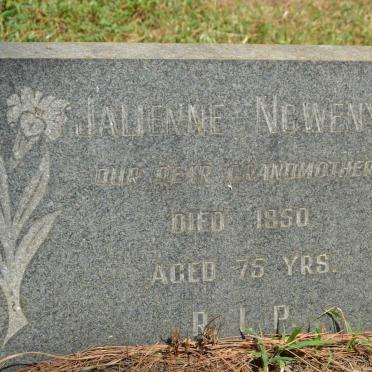 JALIENNE NGWENY
OUR DEAR GRANDMOTHER
DIED 1950
AGED 75 YRS.
R.I.P.